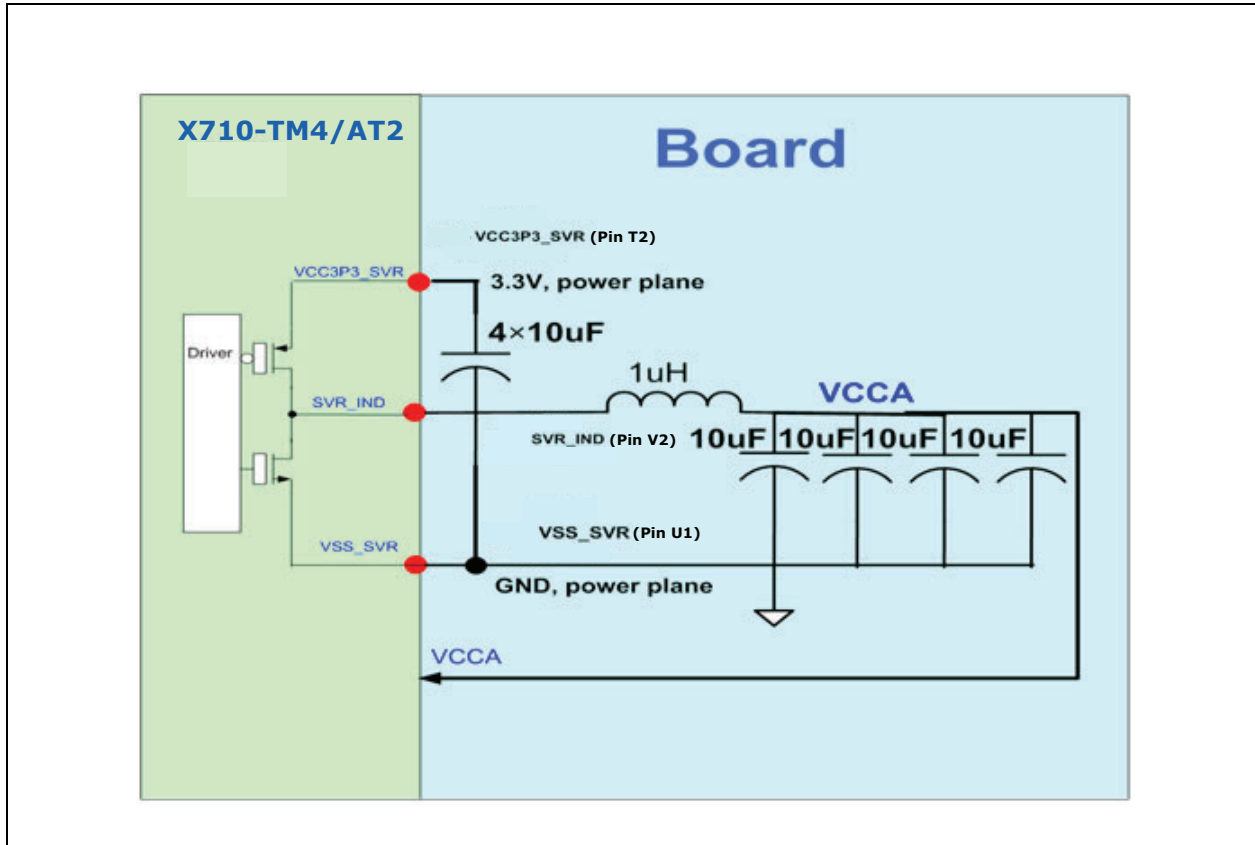 X710-TM4/AT2
Board
VCC3P3_SVR (Pin T2)
VCC3P3_SVR
3.3V, power plane
4×10uF
Driver
1uH
VCCA
SVR_IND
SVR_IND (Pin V2)
10uF 10uF 10uF 10uF
VSS_SVR (Pin U1)
VSS_SVR
GND, power plane
VCCA